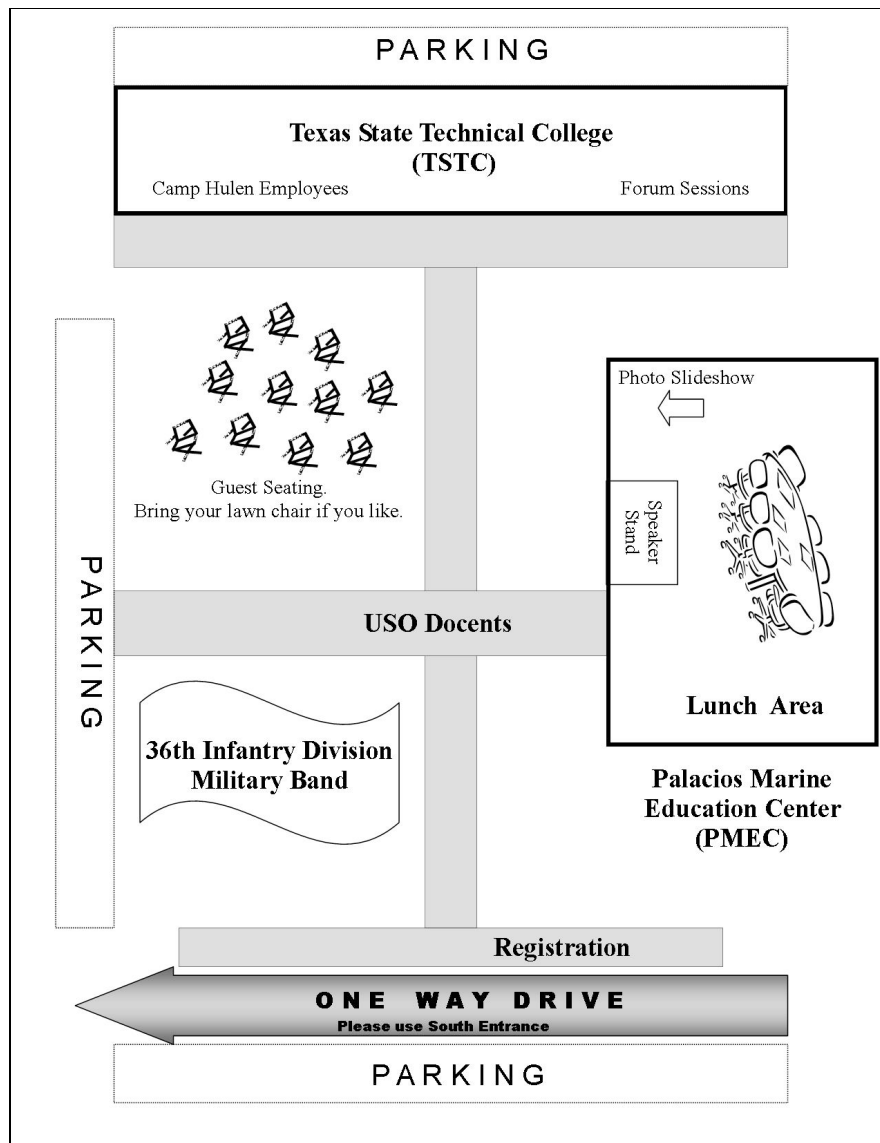 PARKING
Texas State Technical College
(TSTC)
Camp Hulen Employees
Forum Sessions
Photo Slideshow
Guest Seating.
Bring your lawn chair if you like.
Speaker
Stand
PARKING
USO Docents
36th Infantry Division
Military Band
Lunch Area
Palacios Marine
Education Center
(PMEC)
Registration
ONE WAY DRIVE
Please use South Entrance
PARKING